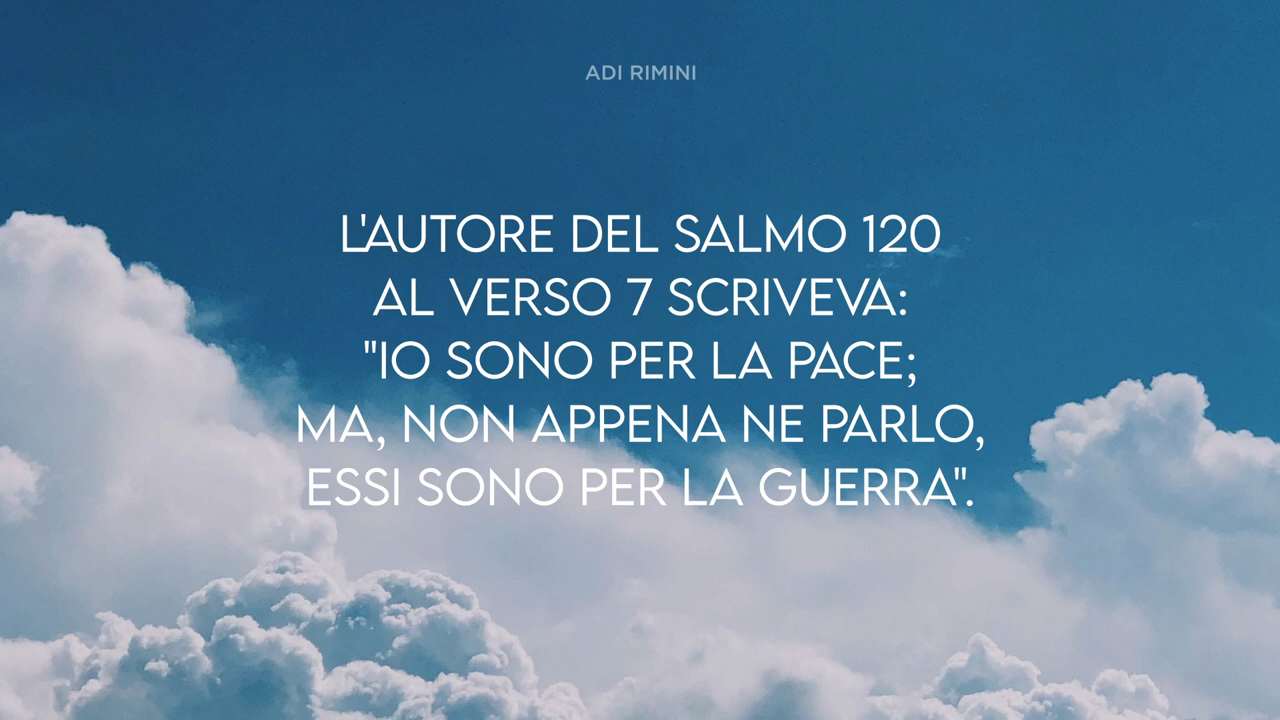 ADI RIMINI
L'AUTORE DEL SALMO 120
AL VERSO 7 SCRIVEVA:
"IO SONO PER LA PACE;
MA, NON APPENA NE PARLO,
ESSI SONO PER LA GUERRA".